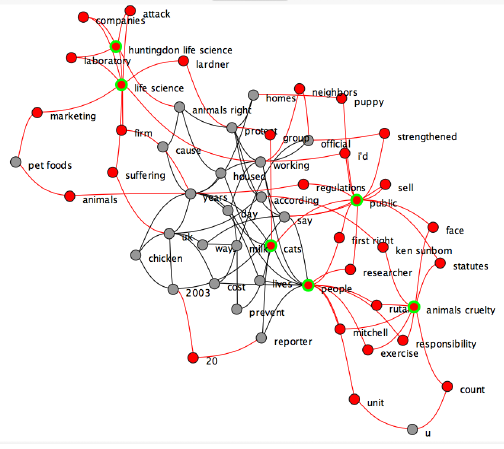 attack
companies
huntingdon life science
laboratory
lardner
life science
neighbors
homes
puppy
animals right
marketing
firm
protest
group
official
strengthened
cause
i'd
working
pet foods
housed
suffering
regulations
sell
animals
years
according
public
day
say
face
uk
way
milk
cats
first right
ken sunbom
chicken
statutes
researcher
2003
cost
lives
people
prevent
ruta
animals cruelty
mitchell
reporter
responsibility
exercise
20
count
unit
u